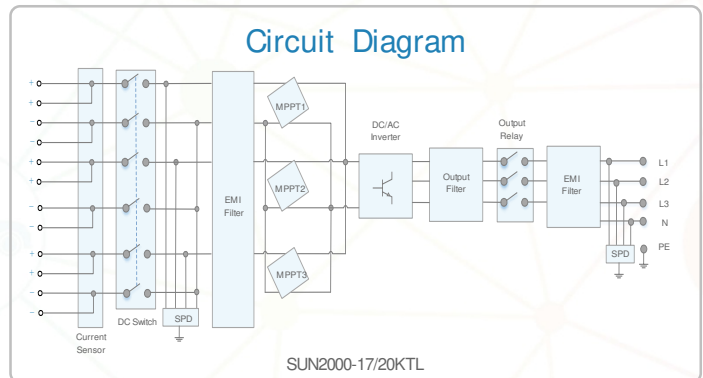 Circuit Diagram
+
+
−
−
+
+
−
−
+
+
−
−
Current
Sensor
DC Switch
SPD
EMI
Filter
MPPT1
MPPT2
MPPT3
DC/AC
Inverter
Output
Filter
Output
Relay
EMI
Filter
SPD
L1
L2
L3
N
PE
SUN2000-17/20KTL